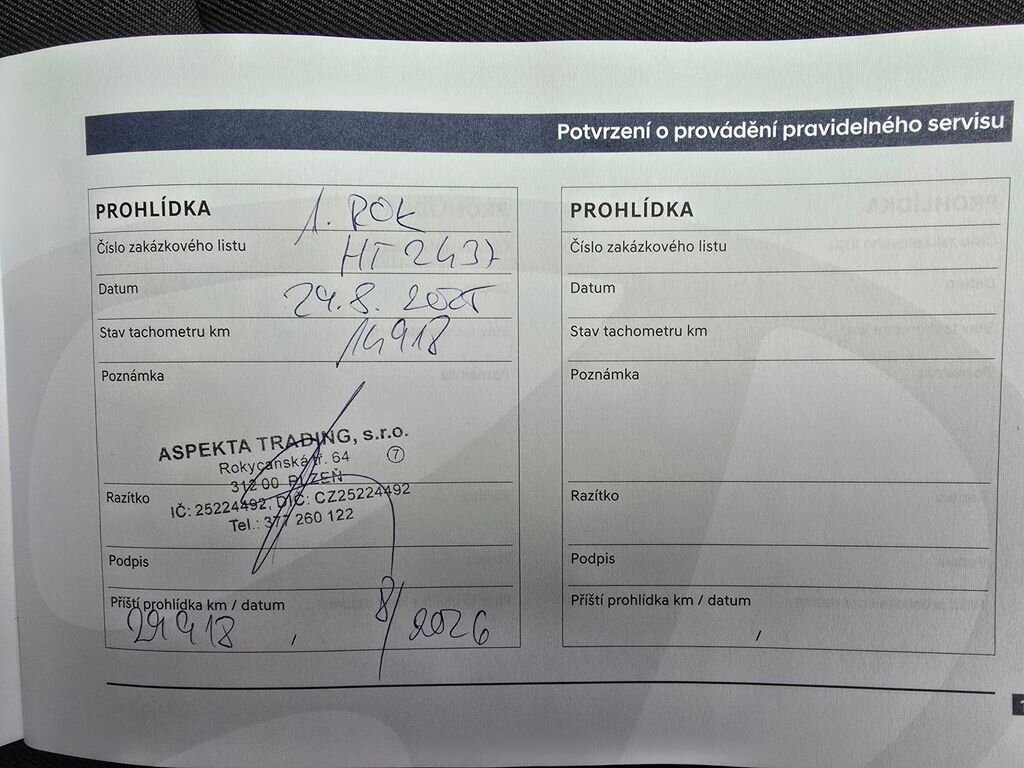 Potvrzení o provádění pravidelného servisu
PROHLÍDKA 1. ROK
Číslo zakázkového listu HT 2437
Datum 29.8. 2025
Stav tachometru km 14918
Poznámka
ASPEKTA TRADING, s.r.o.
Rokycanská tř. 64 7
312 00 PLZEŇ
Razítko
IČ: 25224492, DIČ: CZ25224492
Tel.: 377 260 122
Podpis
Příští prohlídka km / datum
29918 , 8/2026
PROHLÍDKA
Číslo zakázkového listu
Datum
Stav tachometru km
Poznámka
Razítko
Podpis
Příští prohlídka km / datum
,